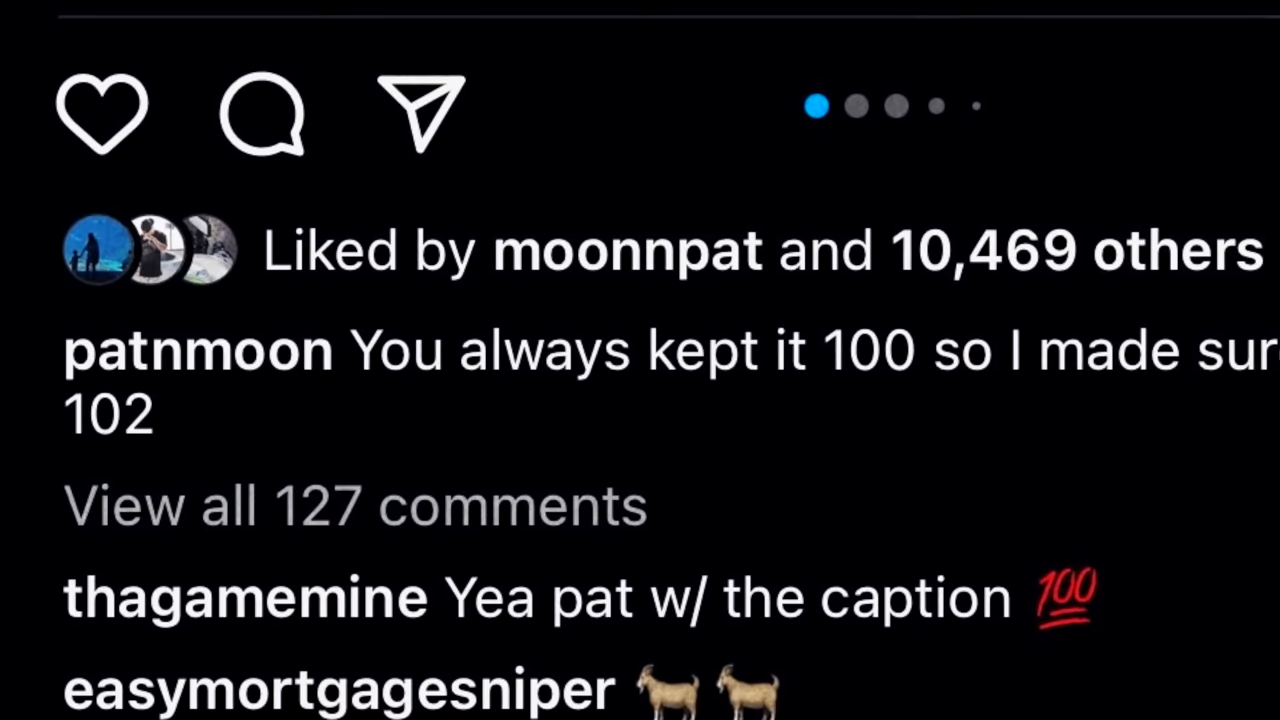 Liked by moonnpat and 10,469 others
patnmoon You always kept it 100 so I made
102
View all 127 comments
thagamemine Yea pat w/ the caption 💯
easymortgagesniper 🐐🐐